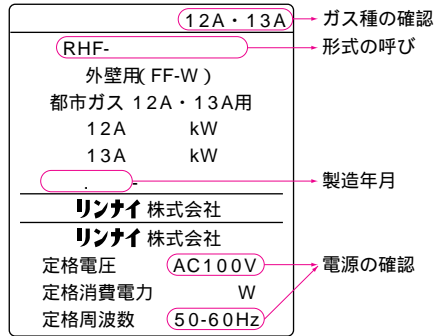 12A・13A ガス種の確認
RHF- 形式の呼び
外壁用(FF-W)
都市ガス 12A・13A用
12A kW
13A kW
. - 製造年月
リンナイ 株式会社
リンナイ 株式会社
定格電圧 AC100V 電源の確認
定格消費電力 W
定格周波数 50-60Hz